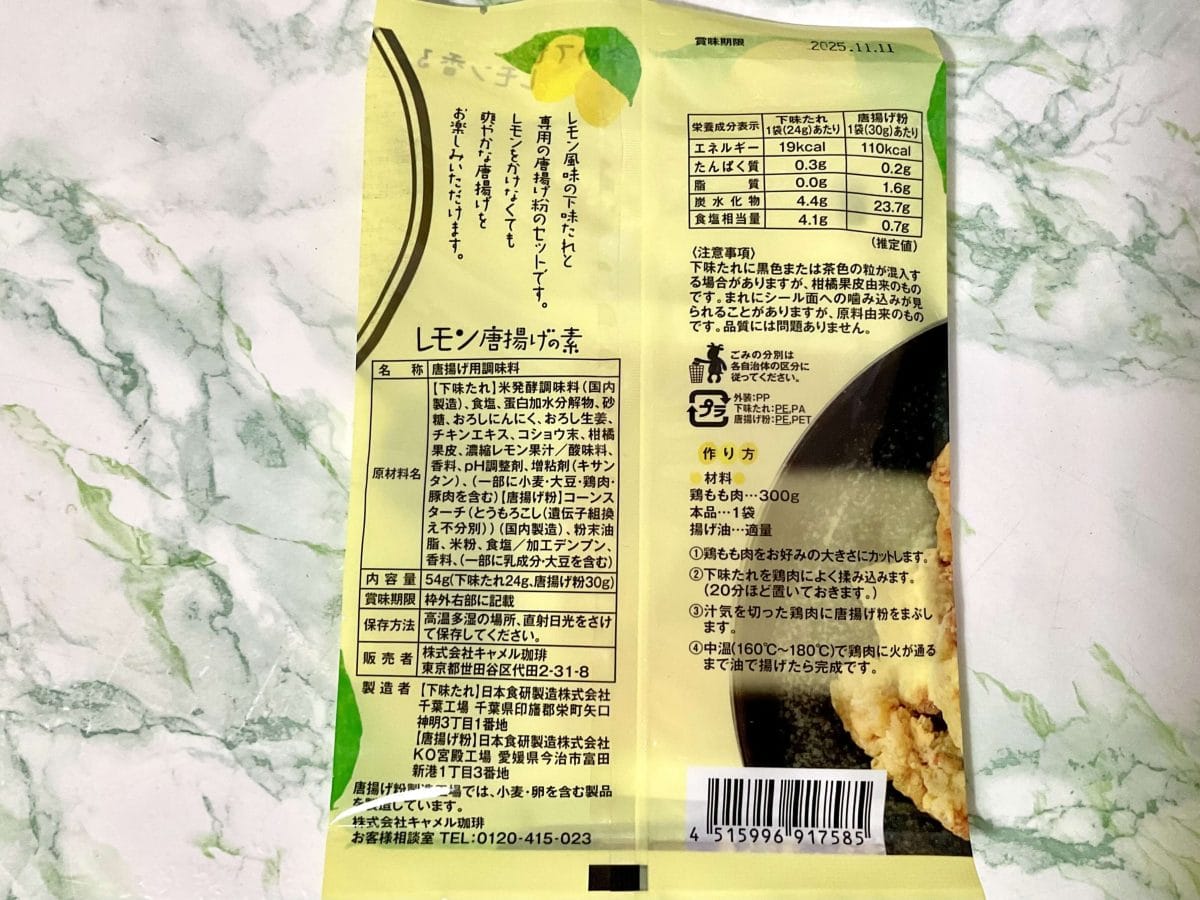 レモン風味の下味たれと
専用の唐揚げ粉のセットです。
レモンをかけなくても
爽やかな唐揚げを
お楽しみいただけます。
レモン唐揚げの素
名称 唐揚げ用調味料
原材料名 【下味たれ】米発酵調味料(国内
製造)、食塩、蛋白加水分解物、砂
糖、おろしにんにく、おろし生姜、
チキンエキス、コショウ末、柑橘
果皮、濃縮レモン果汁/酸味料、
香料、pH調整剤、増粘剤(キサン
タン)、(一部に小麦・大豆・鶏肉・
豚肉を含む)【唐揚げ粉】コーンス
ターチ(とうもろこし(遺伝子組換
え不分別))(国内製造)、粉末油
脂、米粉、食塩/加工デンプン、
香料、(一部に乳成分・大豆を含む)
内容量 54g(下味たれ24g、唐揚げ粉30g)
賞味期限 枠外右部に記載
保存方法 高温多湿の場所、直射日光をさけ
て保存してください。
販売者 株式会社キャメル珈琲
東京都世田谷区代田2-31-8
製造者 【下味たれ】日本食研製造株式会社
千葉工場 千葉県印旛郡栄町矢口
神明3丁目1番地
【唐揚げ粉】日本食研製造株式会社
KO宮殿工場 愛媛県今治市富田
新港1丁目3番地
唐揚げ粉製造工場では、小麦・卵を含む製品
を製造しています。
株式会社キャメル珈琲
お客様相談室 TEL:0120-415-023
賞味期限 2025.11.11
栄養成分表示 下味たれ 1袋(24g)あたり 唐揚げ粉 1袋(30g)あたり
エネルギー 19kcal 110kcal
たんぱく質 0.3g 0.2g
脂質 0.0g 1.6g
炭水化物 4.4g 23.7g
食塩相当量 4.1g 0.7g
(推定値)
〈注意事項〉
下味たれに黒色または茶色の粒が混入す
る場合がありますが、柑橘果皮由来のもの
です。まれにシール面への噛み込みが見
られることがありますが、原料由来のもの
です。品質には問題ありません。
ごみの分別は
各自治体の区分に
従ってください。
プラ
外装:PP
下味たれ:PE,PA
唐揚げ粉:PE,PET
作り方
材料
鶏もも肉…300g
本品…1袋
揚げ油…適量
①鶏もも肉をお好みの大きさにカットします。
②下味たれを鶏肉によく揉み込みます。
(20分ほど置いておきます。)
③汁気を切った鶏肉に唐揚げ粉をまぶし
ます。
④中温(160℃〜180℃)で鶏肉に火が通る
まで油で揚げたら完成です。
4 515996 917585